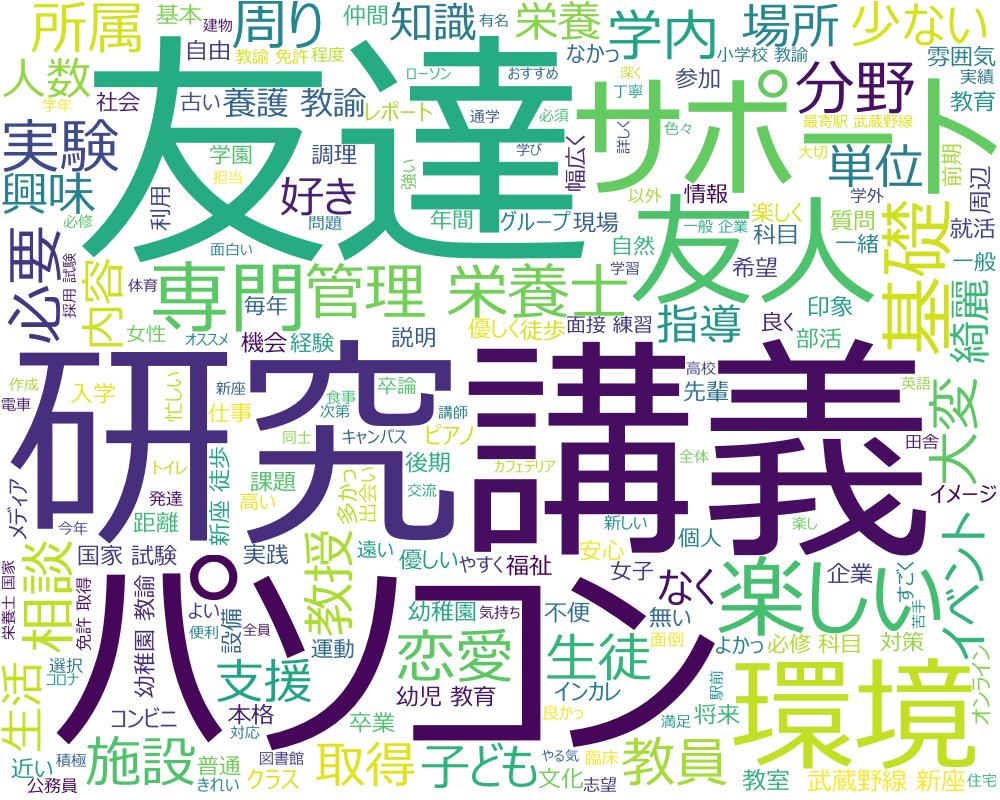 所属
建物
周り
基本
仲間
知識
有名
栄養
なかっ
学内
場所
少ない
人数
自由
教諭 免許
程度
ローソン
おすすめ
深く
小学校 教諭
雰囲気
学年
社会
古い
養護 教諭
レポート
通学
必須
丁寧
参加
分野
実績
教育
実験
友達
サポート
最寄駅 武蔵野線
学園
調理
学び
幅広く
詳しく
色々
大切
単位
前期
周辺
興味
担当
利用
好き
強い
以外
情報
学外
必修
問題
年間
グループ
現場
友人
一般 企業
楽しく
質問
就活
必要
面白い
自然
科目
一緒
基礎
採用 試験
体育
毎年
専門
管理 栄養士
学習
希望
一般
内容
女性
オススメ
機会
経験
説明
優しく
徒歩
面接 練習
指導
良く
印象
部活
綺麗
作成
電車
入学
忙しい
新座
仕事
食事
次第
卒論
講師
高校
先輩
英語
大変
研究
講義
同士
キャンパス
ピアノ
田舎
メディア
トイレ
発達
新座 徒歩
課題
高い
多かっ
出会い
後期
交流
カフェテリア
全体
イメージ
今年
距離
新しい
個人
楽し
栄養士 国家
相談
国家 試験
実践
教授
遠い
優しい
やすく
福祉
安心
女子
楽しい
企業
すごく
苦手
イベント
免許 取得
幼稚園 教諭
よい
便利
設備
全員
運動
幼稚園
気持ち
不便
無い
なく
面倒
よかっ
必修 科目
対策
パソコン
環境
生活
選択
コロナ
支援
恋愛
生徒
オンライン
コンビニ
本格
対応
卒業
幼児 教育
インカレ
良かっ
満足
駅前
将来
近い
積極
施設
普通
図書館
きれい
取得
子ども
やる気
臨床
教員
公務員
クラス
文化
志望
教室
武蔵野線 新座
住宅